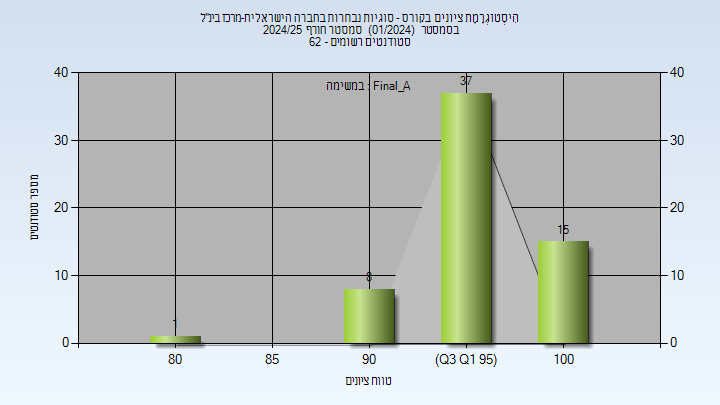 היסטוגרמת ציונים בקורס - סוגיות נבחרות בחברה הישראלית-מרכז בינ"ל
בסמסטר (01/2024) סמסטר חורף 2024/25
סטודנטים רשומים - 62
במשימה : Final_A
מספר סטודנטים
40
30
20
10
0
40
30
20
10
0
1
8
37
15
80
85
90
(Q3 Q1 95)
100
טווח ציונים